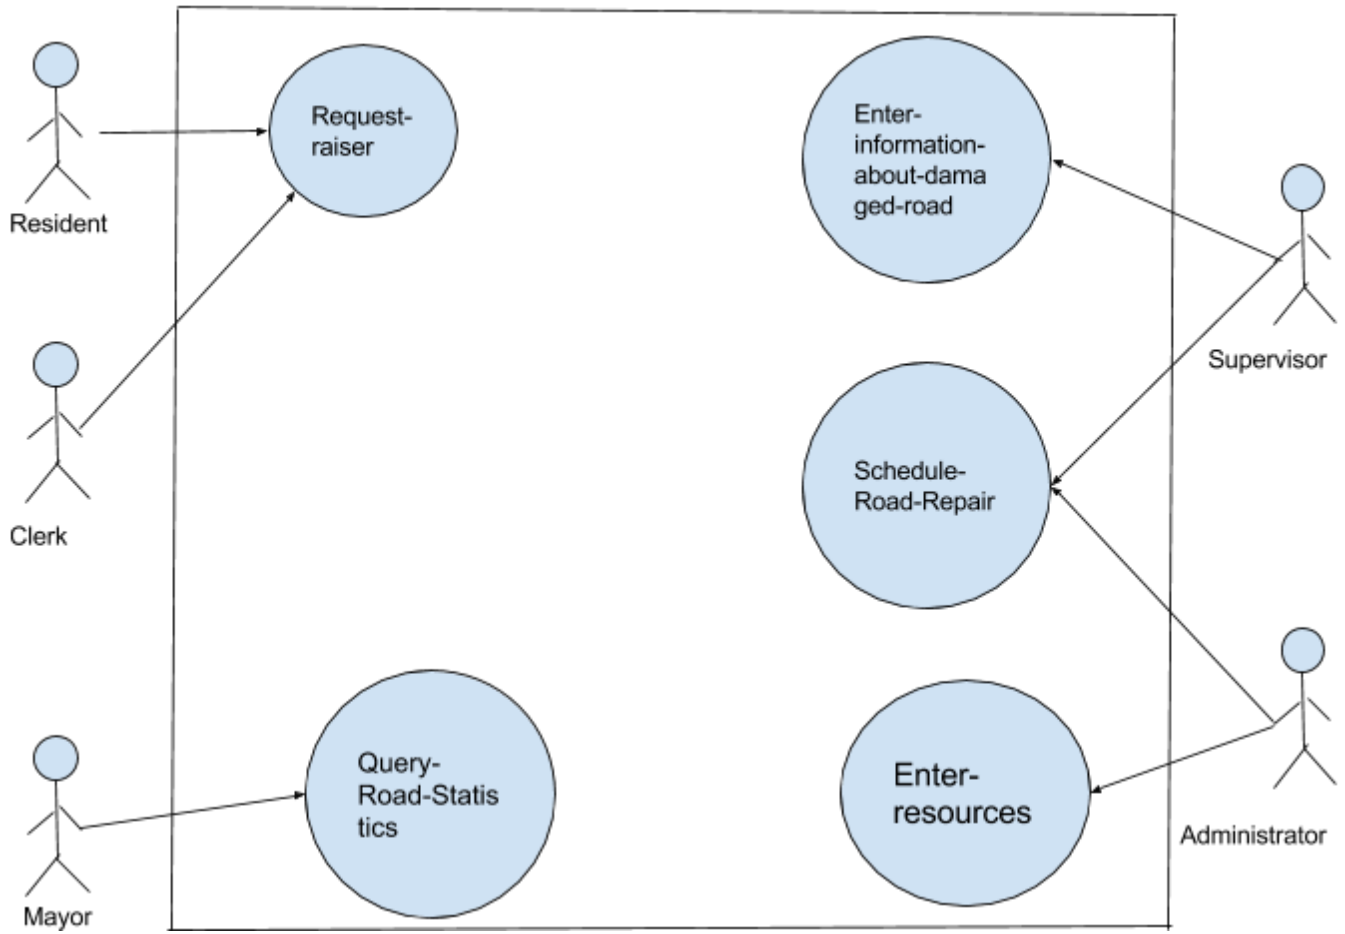 Request-
raiser
Enter-
information-
about-dama
ged-road
Resident
Supervisor
Clerk
Schedule-
Road-Repair
Query-
Road-Statis
tics
Enter-
resources
Administrator
Mayor